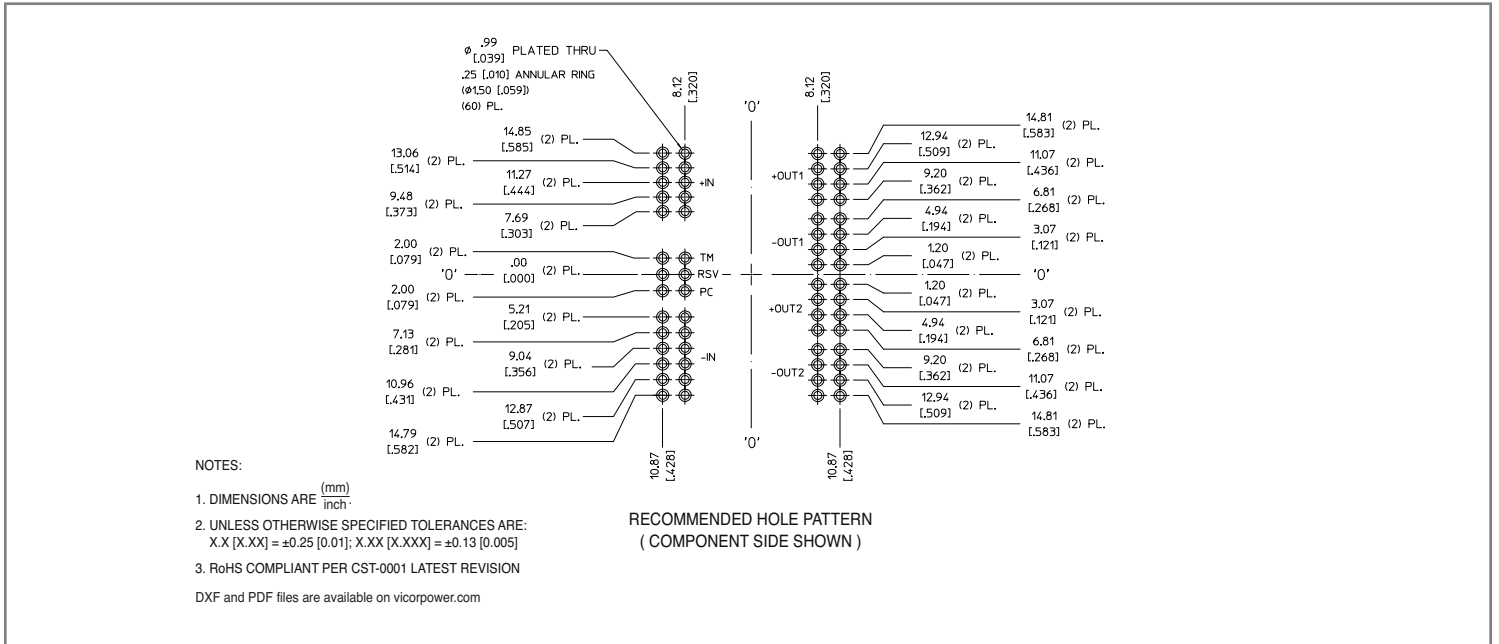 ø .99
[.039] PLATED THRU
.25 [.010] ANNULAR RING
(ø1.50 [.059])
(60) PL.
8.12
[.320]
'0'
8.12
[.320]
14.85
[.585] (2) PL.
13.06
[.514] (2) PL.
11.27
[.444] (2) PL.
9.48
[.373] (2) PL.
7.69
[.303] (2) PL.
2.00
[.079] (2) PL.
'0'
.00
[.000] (2) PL.
2.00
[.079] (2) PL.
5.21
[.205] (2) PL.
7.13
[.281] (2) PL.
9.04
[.356] (2) PL.
10.96
[.431] (2) PL.
12.87
[.507] (2) PL.
14.79
[.582] (2) PL.
+IN
TM
RSV
PC
-IN
10.87
[.428]
'0'
+OUT1
-OUT1
+OUT2
-OUT2
10.87
[.428]
14.81
[.583] (2) PL.
12.94
[.509] (2) PL.
11.07
[.436] (2) PL.
9.20
[.362] (2) PL.
6.81
[.268] (2) PL.
4.94
[.194] (2) PL.
3.07
[.121] (2) PL.
1.20
[.047] (2) PL.
'0'
1.20
[.047] (2) PL.
3.07
[.121] (2) PL.
4.94
[.194] (2) PL.
6.81
[.268] (2) PL.
9.20
[.362] (2) PL.
11.07
[.436] (2) PL.
12.94
[.509] (2) PL.
14.81
[.583] (2) PL.
RECOMMENDED HOLE PATTERN
( COMPONENT SIDE SHOWN )
NOTES:
1. DIMENSIONS ARE (mm)
inch.
2. UNLESS OTHERWISE SPECIFIED TOLERANCES ARE:
X.X [X.XX] = ±0.25 [0.01]; X.XX [X.XXX] = ±0.13 [0.005]
3. RoHS COMPLIANT PER CST-0001 LATEST REVISION
DXF and PDF files are available on vicorpower.com